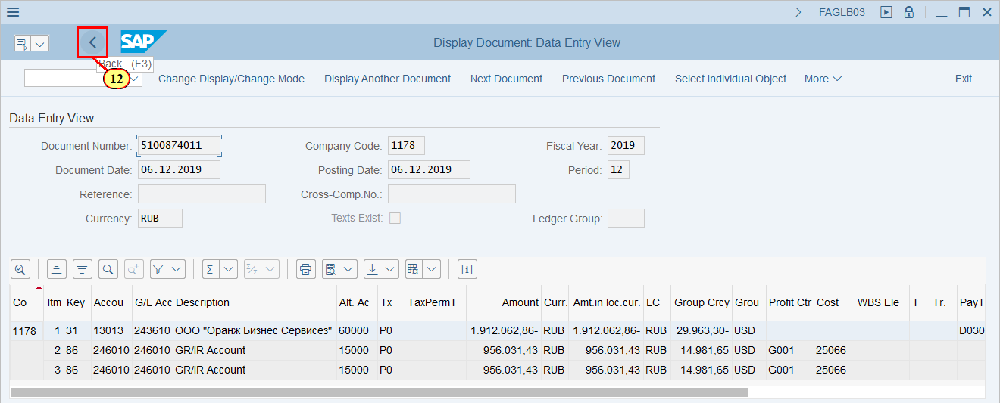 FAGLB03
SAP Display Document: Data Entry View
Back (F3)
12
Change Display/Change Mode Display Another Document Next Document Previous Document Select Individual Object More Exit
Data Entry View
Document Number: 5100874011 Company Code: 1178 Fiscal Year: 2019
Document Date: 06.12.2019 Posting Date: 06.12.2019 Period: 12
Reference: Cross-Comp.No.:
Currency: RUB Texts Exist: Ledger Group:
Co... Itm Key Accou... G/L Acc Description Alt. Ac... Tx TaxPermT... Amount Curr. Amt.in loc.cur. LC... Group Crcy Grou... Profit Ctr Cost ... WBS Ele... T... Tr... PayT
1178 1 31 13013 243610 ООО "Оранж Бизнес Сервисез" 60000 P0 1.912.062,86- RUB 1.912.062,86- RUB 29.963,30- USD D030
2 86 246010 246010 GR/IR Account 15000 P0 956.031,43 RUB 956.031,43 RUB 14.981,65 USD G001 25066
3 86 246010 246010 GR/IR Account 15000 P0 956.031,43 RUB 956.031,43 RUB 14.981,65 USD G001 25066